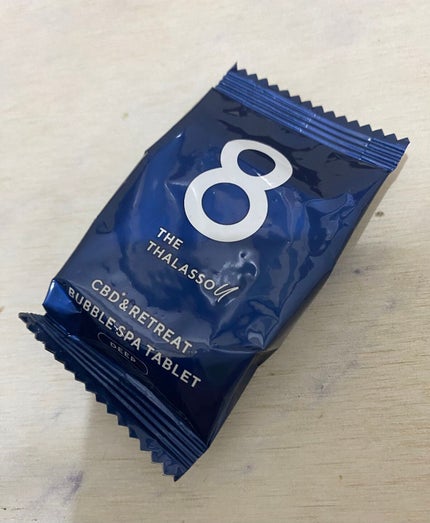 8
THE
THALASSO U
CBD&RETREAT
BUBBLE-SPA TABLET
DEEP